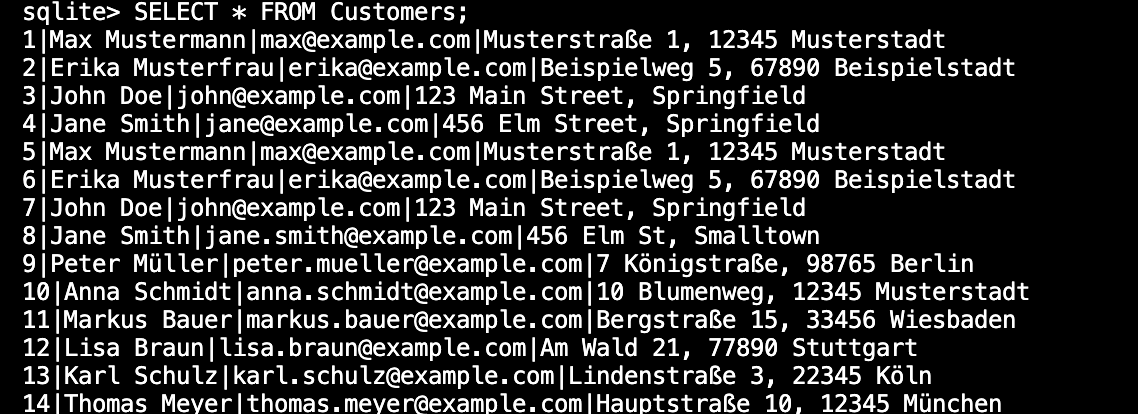 sqlite> SELECT * FROM Customers;
1|Max Mustermann|max@example.com|Musterstraße 1, 12345 Musterstadt
2|Erika Musterfrau|erika@example.com|Beispielweg 5, 67890 Beispielstadt
3|John Doe|john@example.com|123 Main Street, Springfield
4|Jane Smith|jane@example.com|456 Elm Street, Springfield
5|Max Mustermann|max@example.com|Musterstraße 1, 12345 Musterstadt
6|Erika Musterfrau|erika@example.com|Beispielweg 5, 67890 Beispielstadt
7|John Doe|john@example.com|123 Main Street, Springfield
8|Jane Smith|jane.smith@example.com|456 Elm St, Smalltown
9|Peter Müller|peter.mueller@example.com|7 Königstraße, 98765 Berlin
10|Anna Schmidt|anna.schmidt@example.com|10 Blumenweg, 12345 Musterstadt
11|Markus Bauer|markus.bauer@example.com|Bergstraße 15, 33456 Wiesbaden
12|Lisa Braun|lisa.braun@example.com|Am Wald 21, 77890 Stuttgart
13|Karl Schulz|karl.schulz@example.com|Lindenstraße 3, 22345 Köln
14|Thomas Meyer|thomas.meyer@example.com|Hauptstraße 10, 12345 München